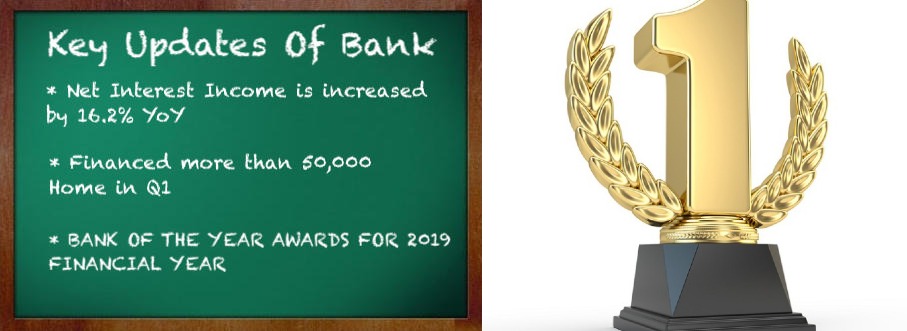 Key Updates Of Bank
* Net Interest Income is increased
by 16.2% YoY
* Financed more than 50,000
Home in Q1
* BANK OF THE YEAR AWARDS FOR 2019
FINANCIAL YEAR
1